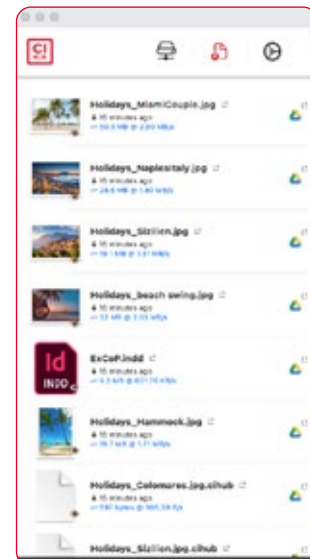 CI
HUB
Holidays_MiamiCouple.jpg
15 minutes ago
Holidays_NaplesItaly.jpg
15 minutes ago
Holidays_Sizilien.jpg
15 minutes ago
Holidays_beach swing.jpg
15 minutes ago
Id
INDD
ExCoP.indd
15 minutes ago
Holidays_Hammock.jpg
15 minutes ago
Holidays_Colomares.jpg.cihub
15 minutes ago
Holidays_Sizilien.jpg.cihub